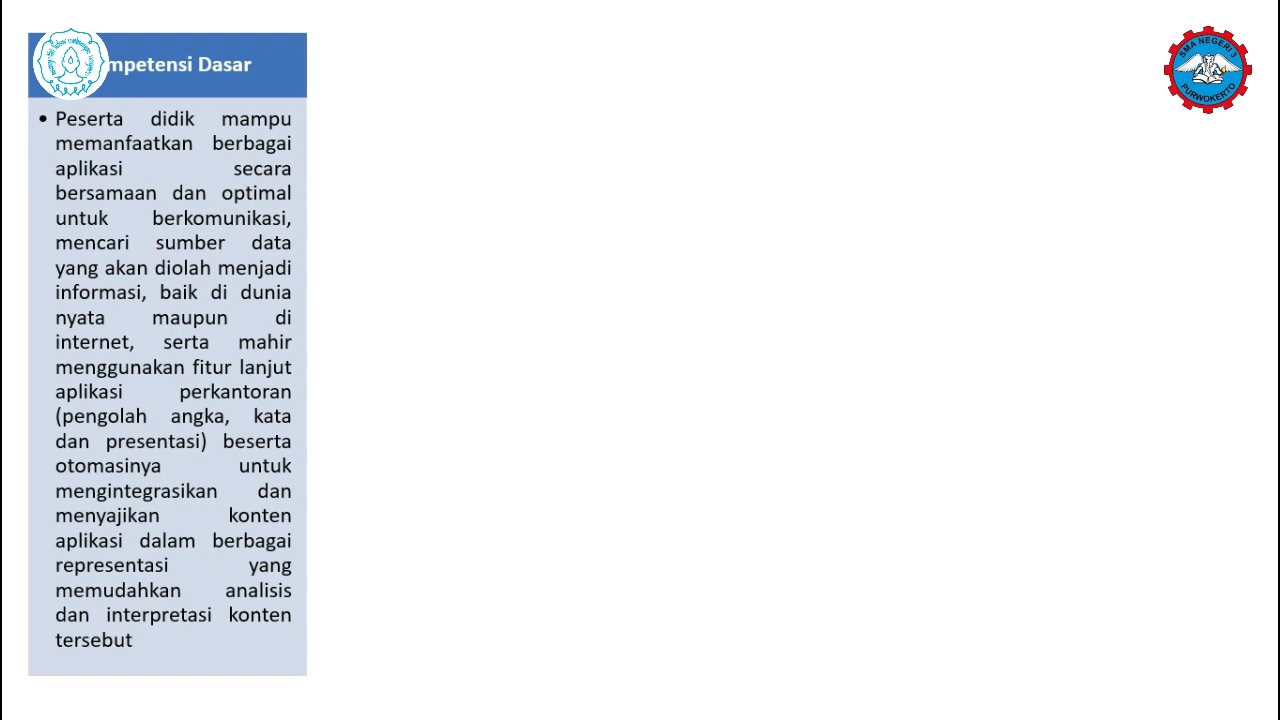 mpetensi Dasar
• Peserta didik mampu
memanfaatkan berbagai
aplikasi secara
bersamaan dan optimal
untuk berkomunikasi,
mencari sumber data
yang akan diolah menjadi
informasi, baik di dunia
nyata maupun di
internet, serta mahir
menggunakan fitur lanjut
aplikasi perkantoran
(pengolah angka, kata
dan presentasi) beserta
otomasinya untuk
mengintegrasikan dan
menyajikan konten
aplikasi dalam berbagai
representasi yang
memudahkan analisis
dan interpretasi konten
tersebut
SMA NEGERI 3
PURWOKERTO